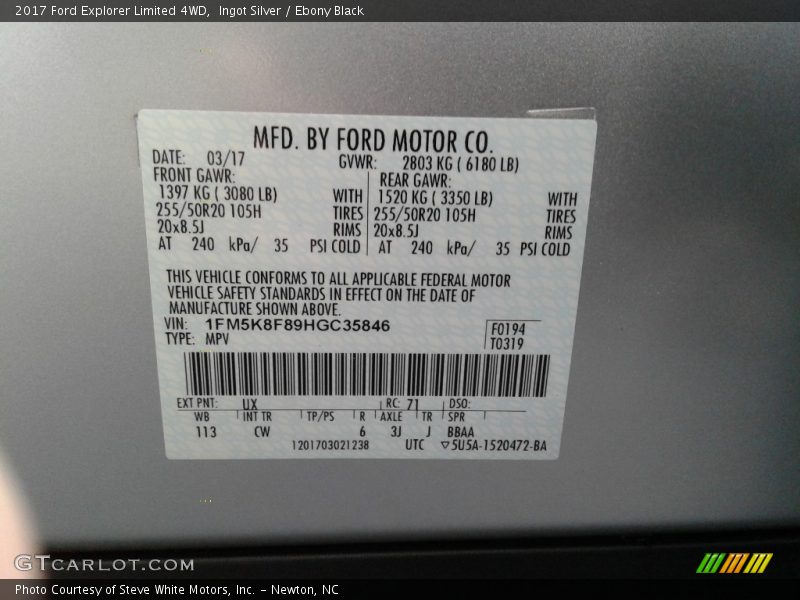 2017 Ford Explorer Limited 4WD, Ingot Silver / Ebony Black
MFD. BY FORD MOTOR CO.
DATE: 03/17 GVWR: 2803 KG ( 6180 LB)
FRONT GAWR: REAR GAWR:
1397 KG ( 3080 LB) WITH 1520 KG ( 3350 LB) WITH
255/50R20 105H TIRES 255/50R20 105H TIRES
20x8.5J RIMS 20x8.5J RIMS
AT 240 kPa/ 35 PSI COLD AT 240 kPa/ 35 PSI COLD
THIS VEHICLE CONFORMS TO ALL APPLICABLE FEDERAL MOTOR
VEHICLE SAFETY STANDARDS IN EFFECT ON THE DATE OF
MANUFACTURE SHOWN ABOVE.
VIN: 1FM5K8F89HGC35846 F0194
TYPE: MPV T0319
EXT PNT: UX RC: 71 DSO:
WB INT TR TP/PS R AXLE TR SPR
113 CW 6 3J J BBAA
1201703021238 UTC ▽5U5A-1520472-BA
GTCARLOT.COM
Photo Courtesy of Steve White Motors, Inc. – Newton, NC